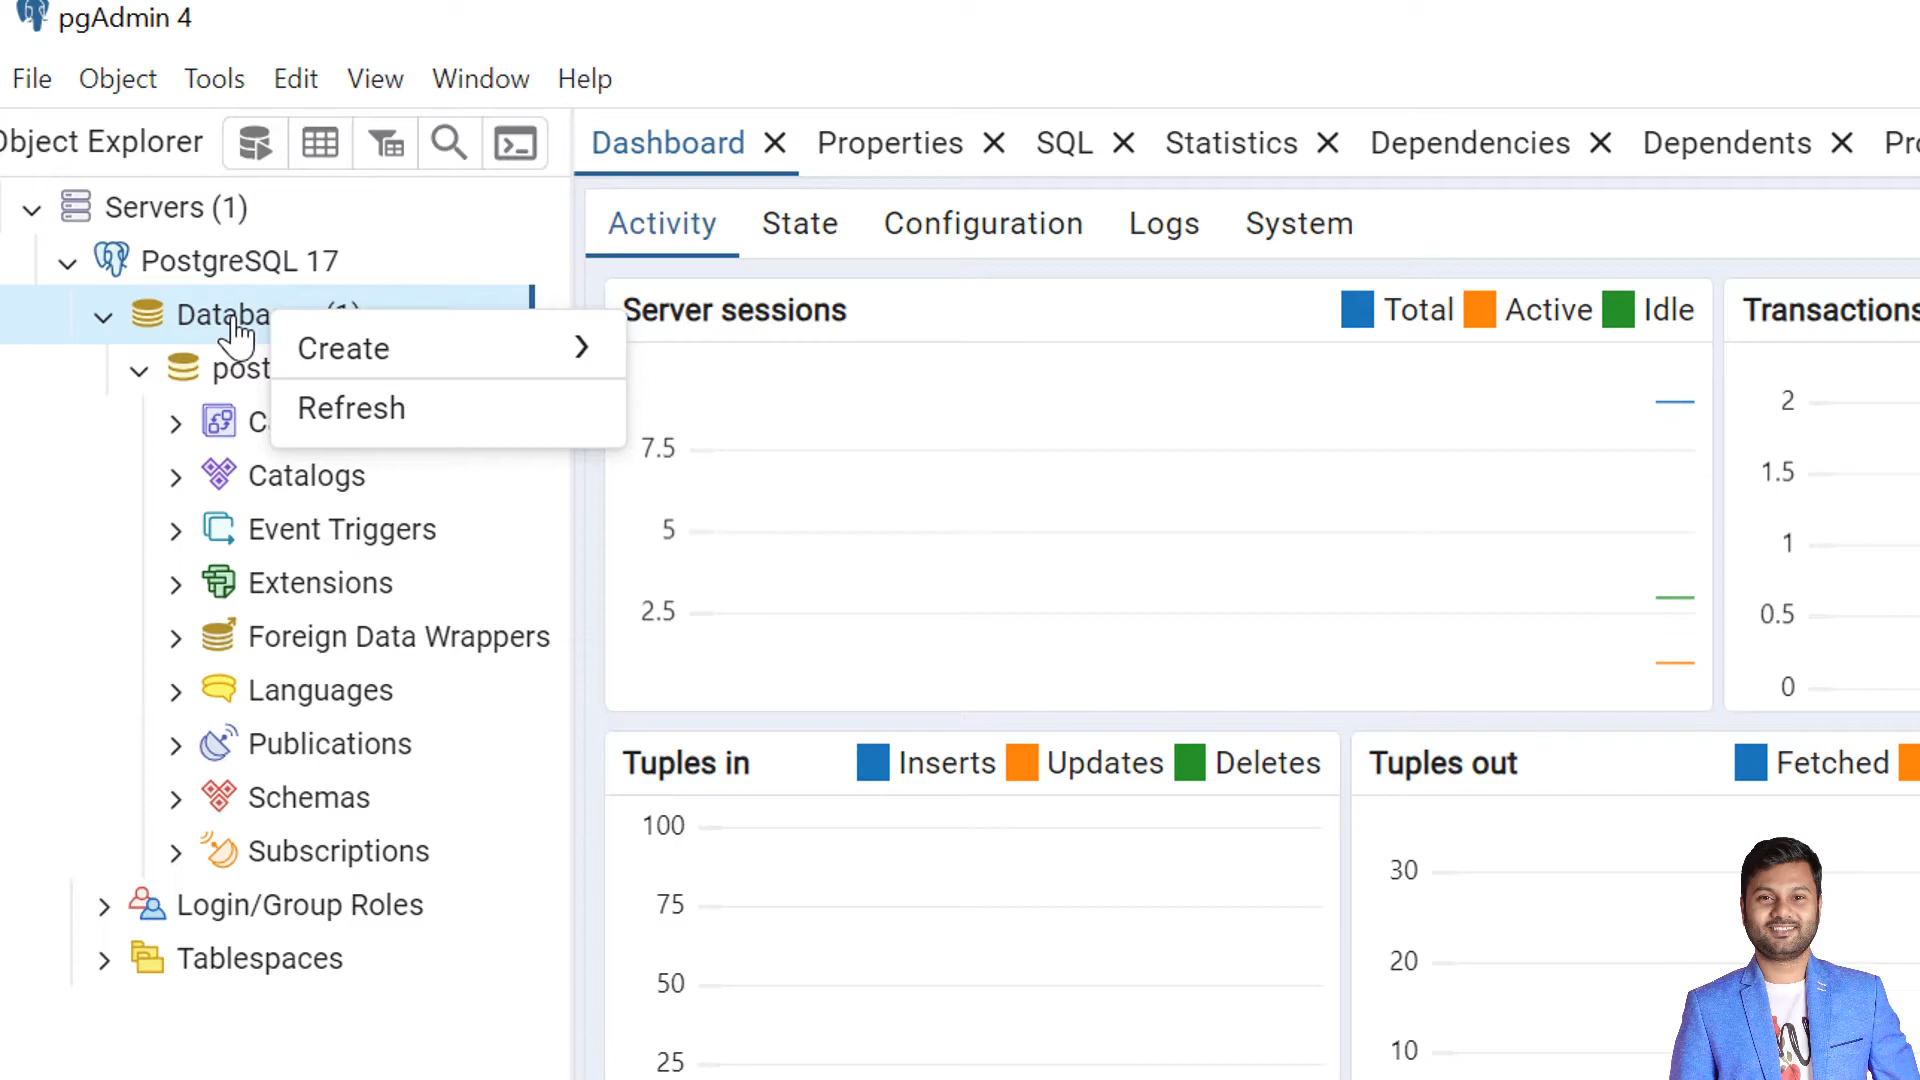 pgAdmin 4
File Object Tools Edit View Window Help
Object Explorer
Dashboard Properties SQL Statistics Dependencies Dependents
Servers (1)
PostgreSQL 17
(1)
Create
Refresh
Catalogs
Event Triggers
Extensions
Foreign Data Wrappers
Languages
Publications
Schemas
Subscriptions
Login/Group Roles
Tablespaces
Activity State Configuration Logs System
Server sessions Total Active Idle
7.5
5
2.5
Transactions
2
1.5
1
0.5
0
Tuples in Inserts Updates Deletes
100
75
50
25
Tuples out Fetched
30
20
10